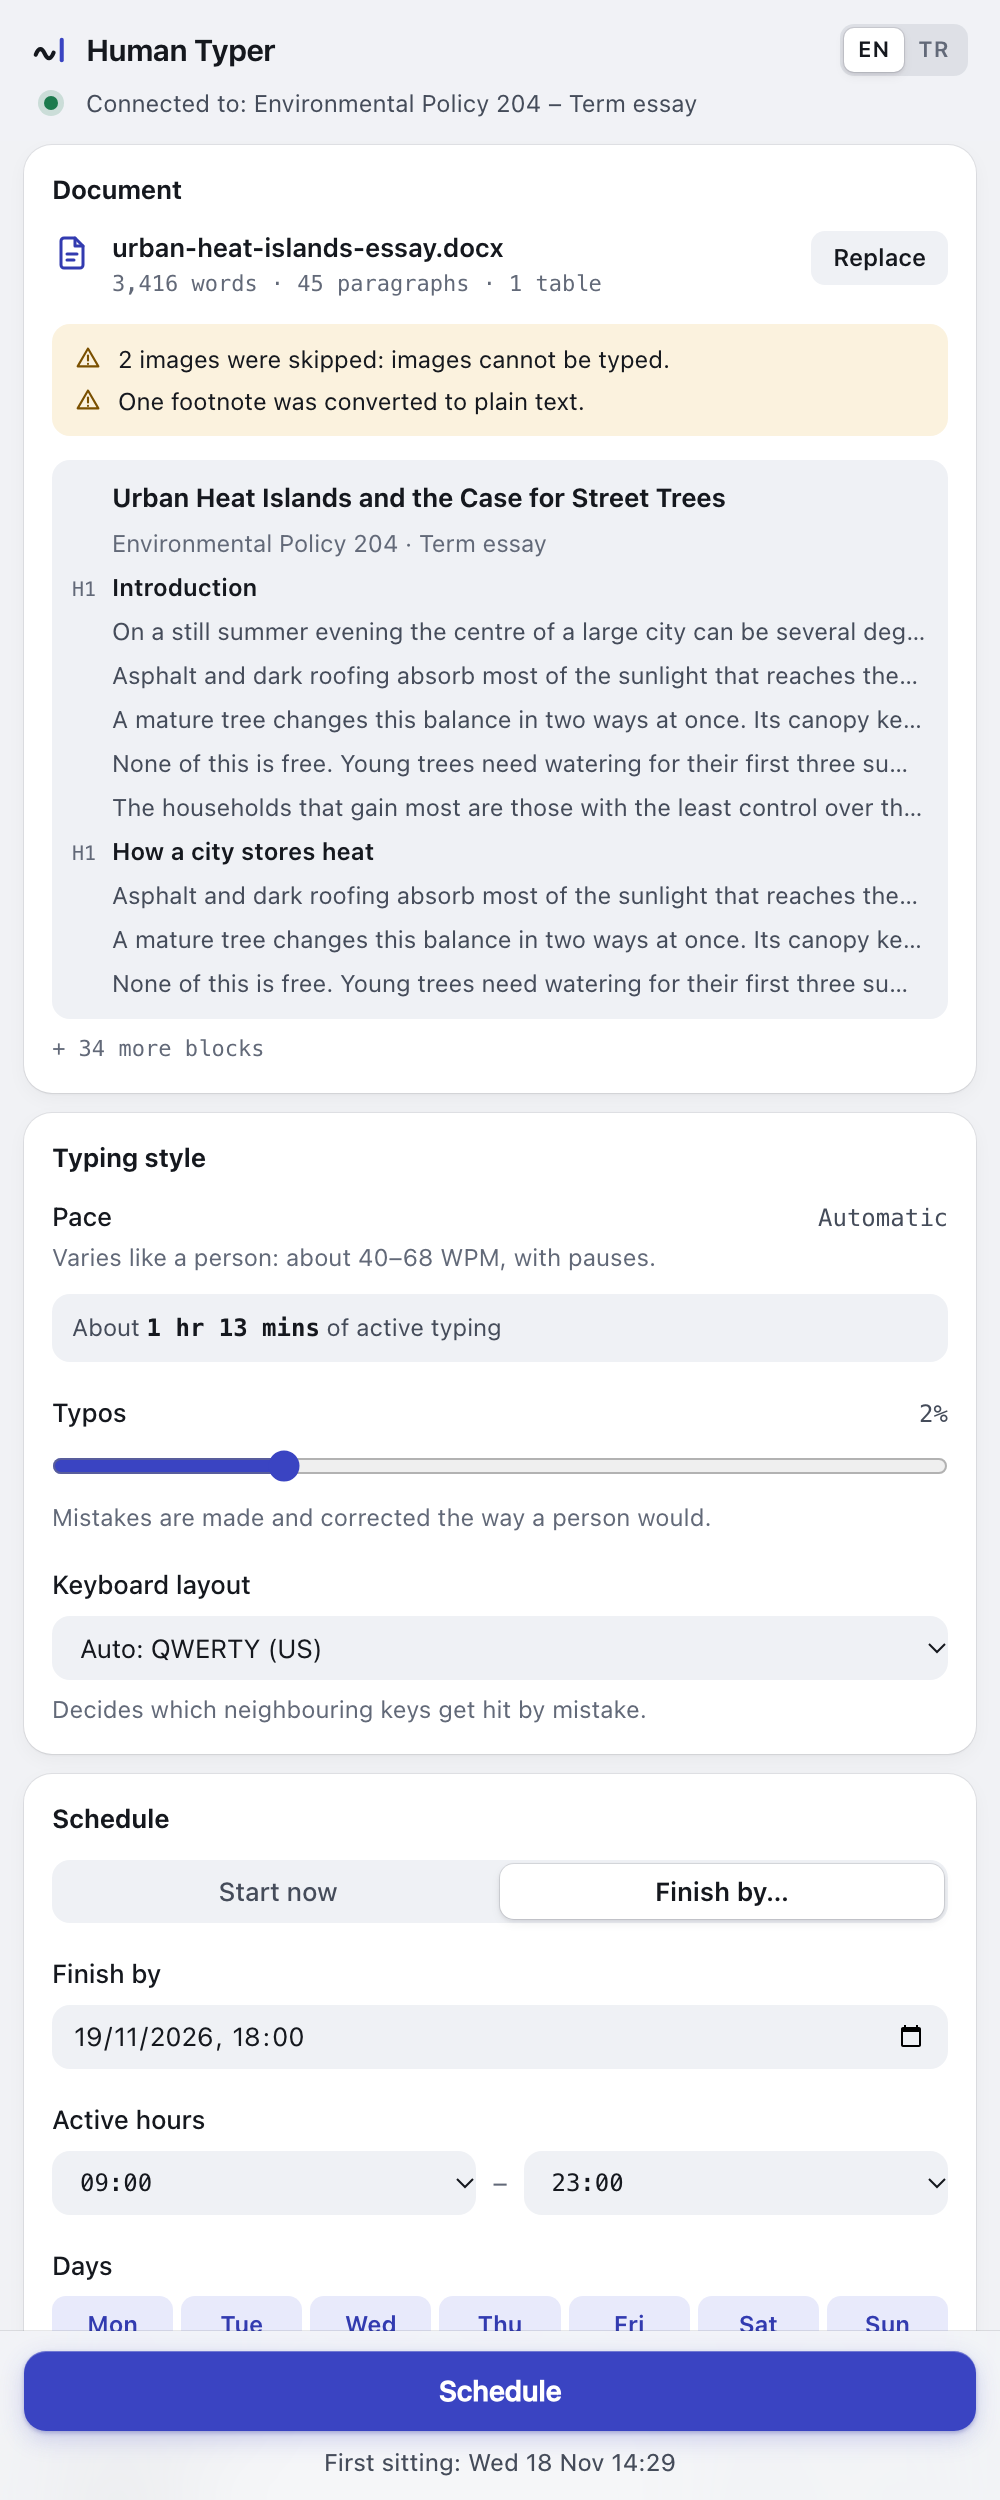 Human Typer
EN TR
Connected to: Environmental Policy 204 – Term essay
Document
urban-heat-islands-essay.docx
3,416 words · 45 paragraphs · 1 table
Replace
2 images were skipped: images cannot be typed.
One footnote was converted to plain text.
Urban Heat Islands and the Case for Street Trees
Environmental Policy 204 · Term essay
H1 Introduction
On a still summer evening the centre of a large city can be several deg...
Asphalt and dark roofing absorb most of the sunlight that reaches the...
A mature tree changes this balance in two ways at once. Its canopy ke...
None of this is free. Young trees need watering for their first three su...
The households that gain most are those with the least control over th...
H1 How a city stores heat
Asphalt and dark roofing absorb most of the sunlight that reaches the...
A mature tree changes this balance in two ways at once. Its canopy ke...
None of this is free. Young trees need watering for their first three su...
+ 34 more blocks
Typing style
Pace Automatic
Varies like a person: about 40–68 WPM, with pauses.
About 1 hr 13 mins of active typing
Typos 2%
Mistakes are made and corrected the way a person would.
Keyboard layout
Auto: QWERTY (US)
Decides which neighbouring keys get hit by mistake.
Schedule
Start now Finish by...
Finish by
19/11/2026, 18:00
Active hours
09:00 – 23:00
Days
Mon Tue Wed Thu Fri Sat Sun
Schedule
First sitting: Wed 18 Nov 14:29